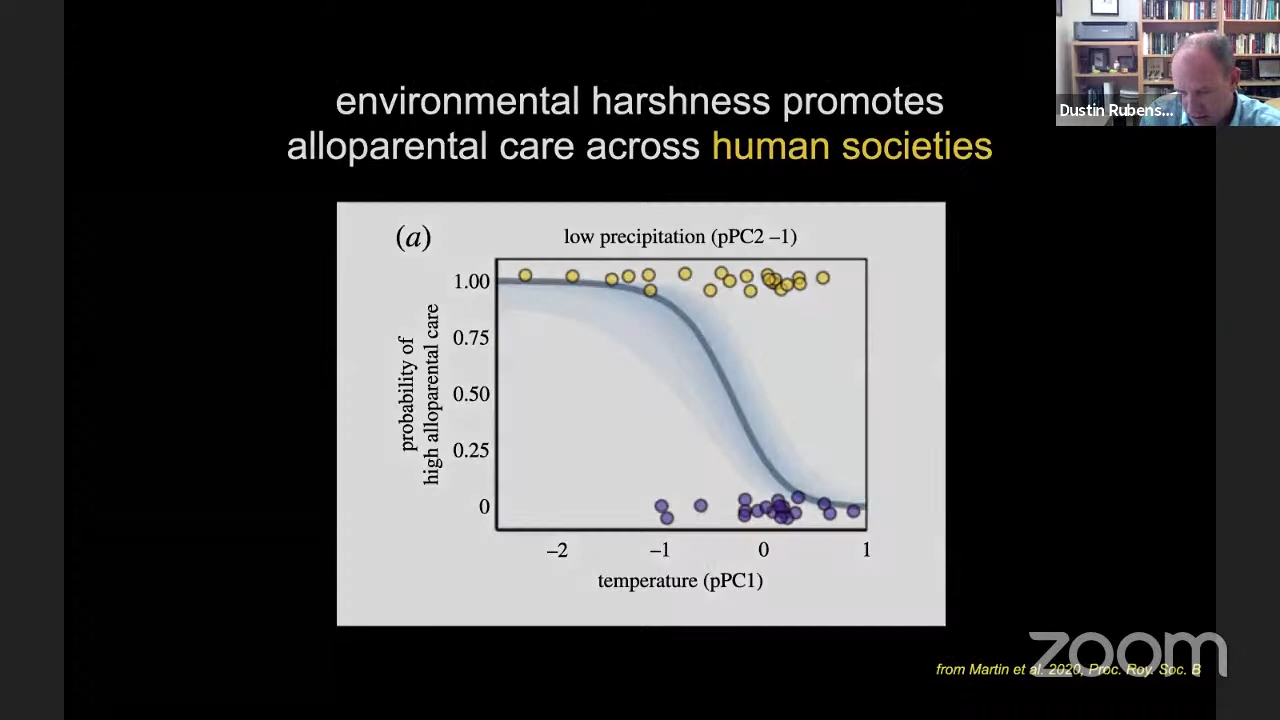 Dustin Rubens...
environmental harshness promotes
alloparental care across human societies
(a)
low precipitation (pPC2 –1)
1.00
0.75
0.50
0.25
0
probability of
high alloparental care
–2
–1
0
1
temperature (pPC1)
zoom
from Martin et al. 2020, Proc. Roy. Soc. B